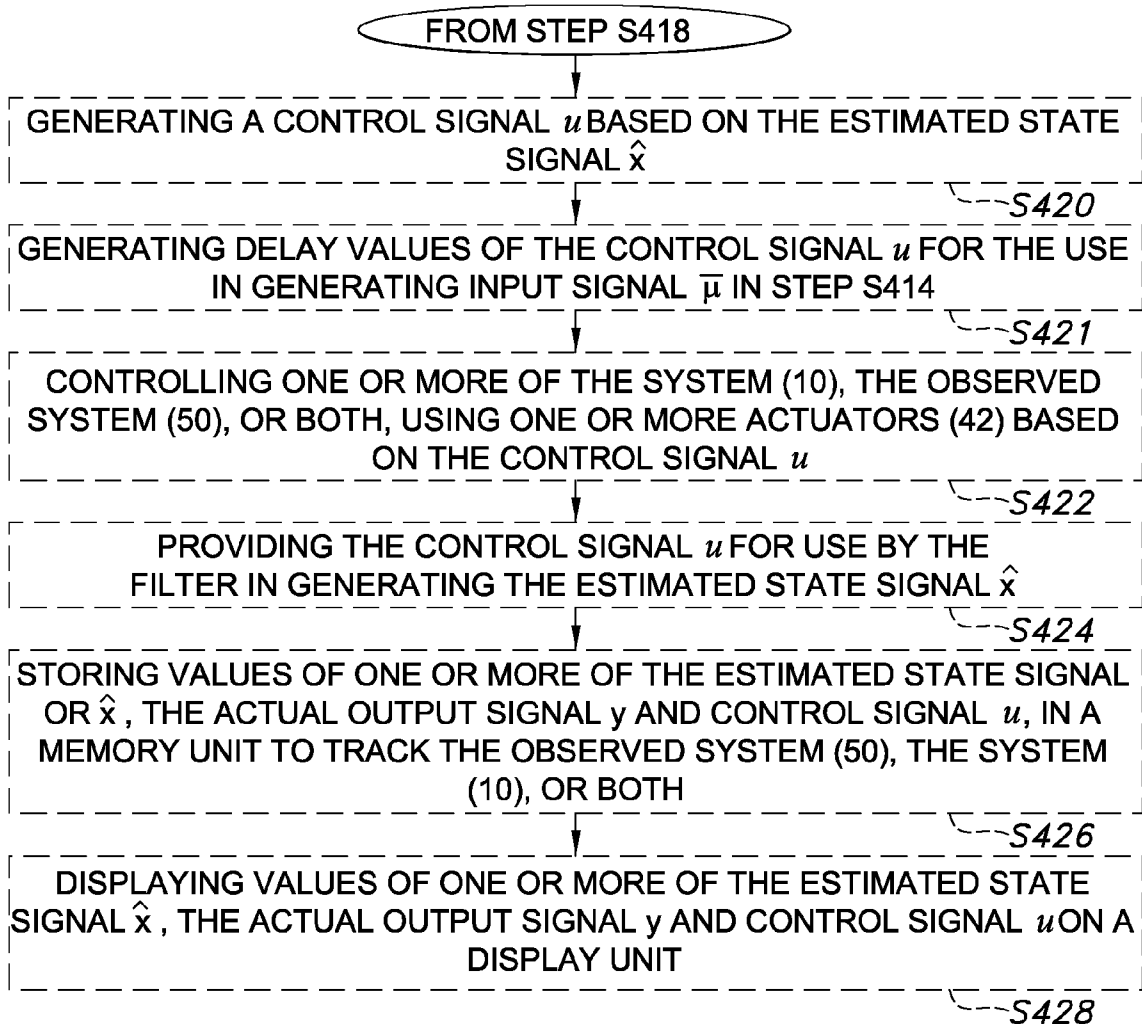 FROM STEP S418
GENERATING A CONTROL SIGNAL u BASED ON THE ESTIMATED STATE
SIGNAL x̂
S420
GENERATING DELAY VALUES OF THE CONTROL SIGNAL u FOR THE USE
IN GENERATING INPUT SIGNAL μ̅ IN STEP S414
S421
CONTROLLING ONE OR MORE OF THE SYSTEM (10), THE OBSERVED
SYSTEM (50), OR BOTH, USING ONE OR MORE ACTUATORS (42) BASED
ON THE CONTROL SIGNAL u
S422
PROVIDING THE CONTROL SIGNAL u FOR USE BY THE
FILTER IN GENERATING THE ESTIMATED STATE SIGNAL x̂
S424
STORING VALUES OF ONE OR MORE OF THE ESTIMATED STATE SIGNAL
OR x̂ , THE ACTUAL OUTPUT SIGNAL y AND CONTROL SIGNAL u, IN A
MEMORY UNIT TO TRACK THE OBSERVED SYSTEM (50), THE SYSTEM
(10), OR BOTH
S426
DISPLAYING VALUES OF ONE OR MORE OF THE ESTIMATED STATE
SIGNAL x̂ , THE ACTUAL OUTPUT SIGNAL y AND CONTROL SIGNAL u ON A
DISPLAY UNIT
S428